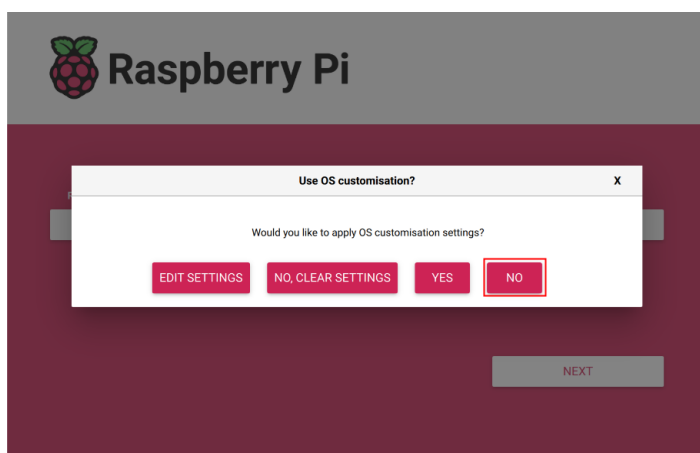 Raspberry Pi
Use OS customisation?
X
Would you like to apply OS customisation settings?
EDIT SETTINGS
NO, CLEAR SETTINGS
YES
NO
NEXT